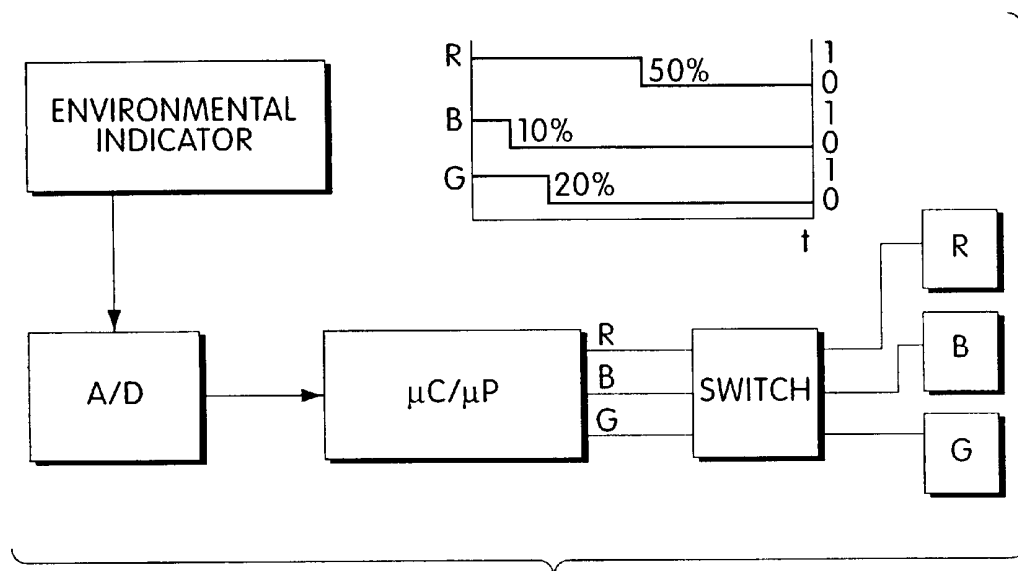 R 50% 1
0
ENVIRONMENTAL
INDICATOR
B 10% 1
0
G 20% 1
0
t
R
A/D
µC/µP
R
B
G
SWITCH
B
G